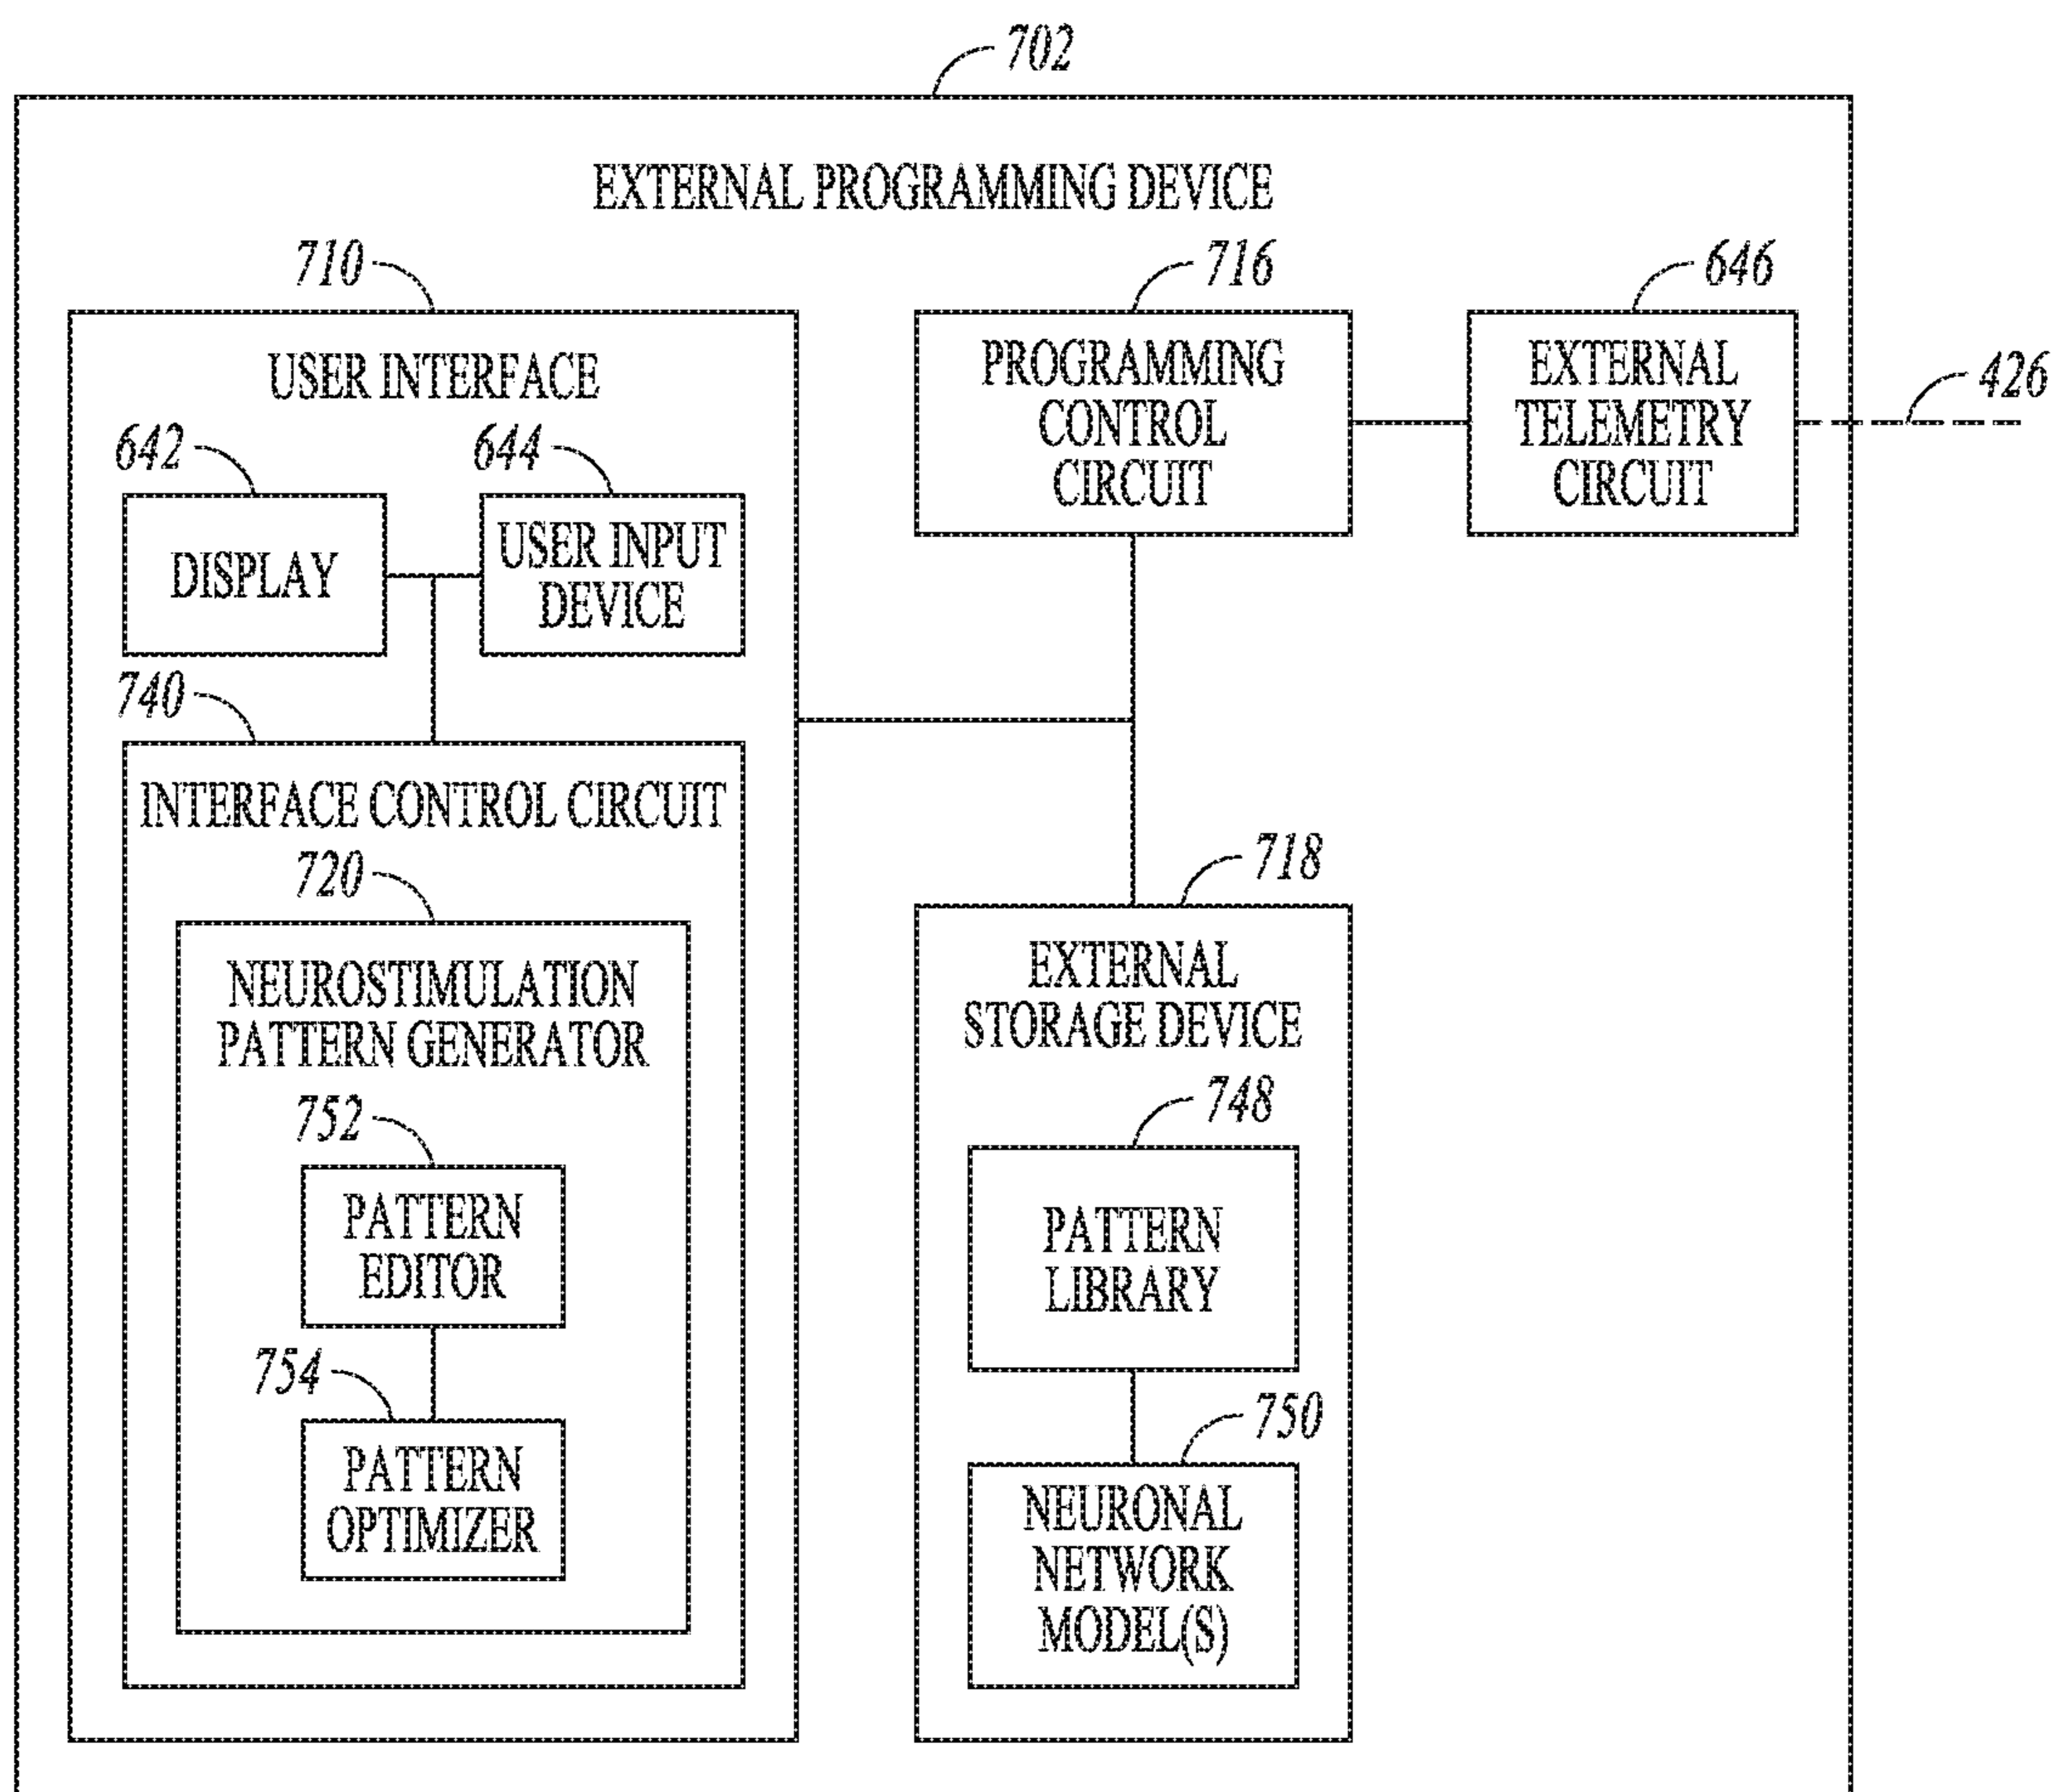 702
EXTERNAL PROGRAMMING DEVICE
710
USER INTERFACE
642
DISPLAY
644
USER INPUT
DEVICE
740
INTERFACE CONTROL CIRCUIT
720
NEUROSTIMULATION
PATTERN GENERATOR
752
PATTERN
EDITOR
754
PATTERN
OPTIMIZER
716
PROGRAMMING
CONTROL
CIRCUIT
646
EXTERNAL
TELEMETRY
CIRCUIT
426
718
EXTERNAL
STORAGE DEVICE
748
PATTERN
LIBRARY
750
NEURONAL
NETWORK
MODEL(S)